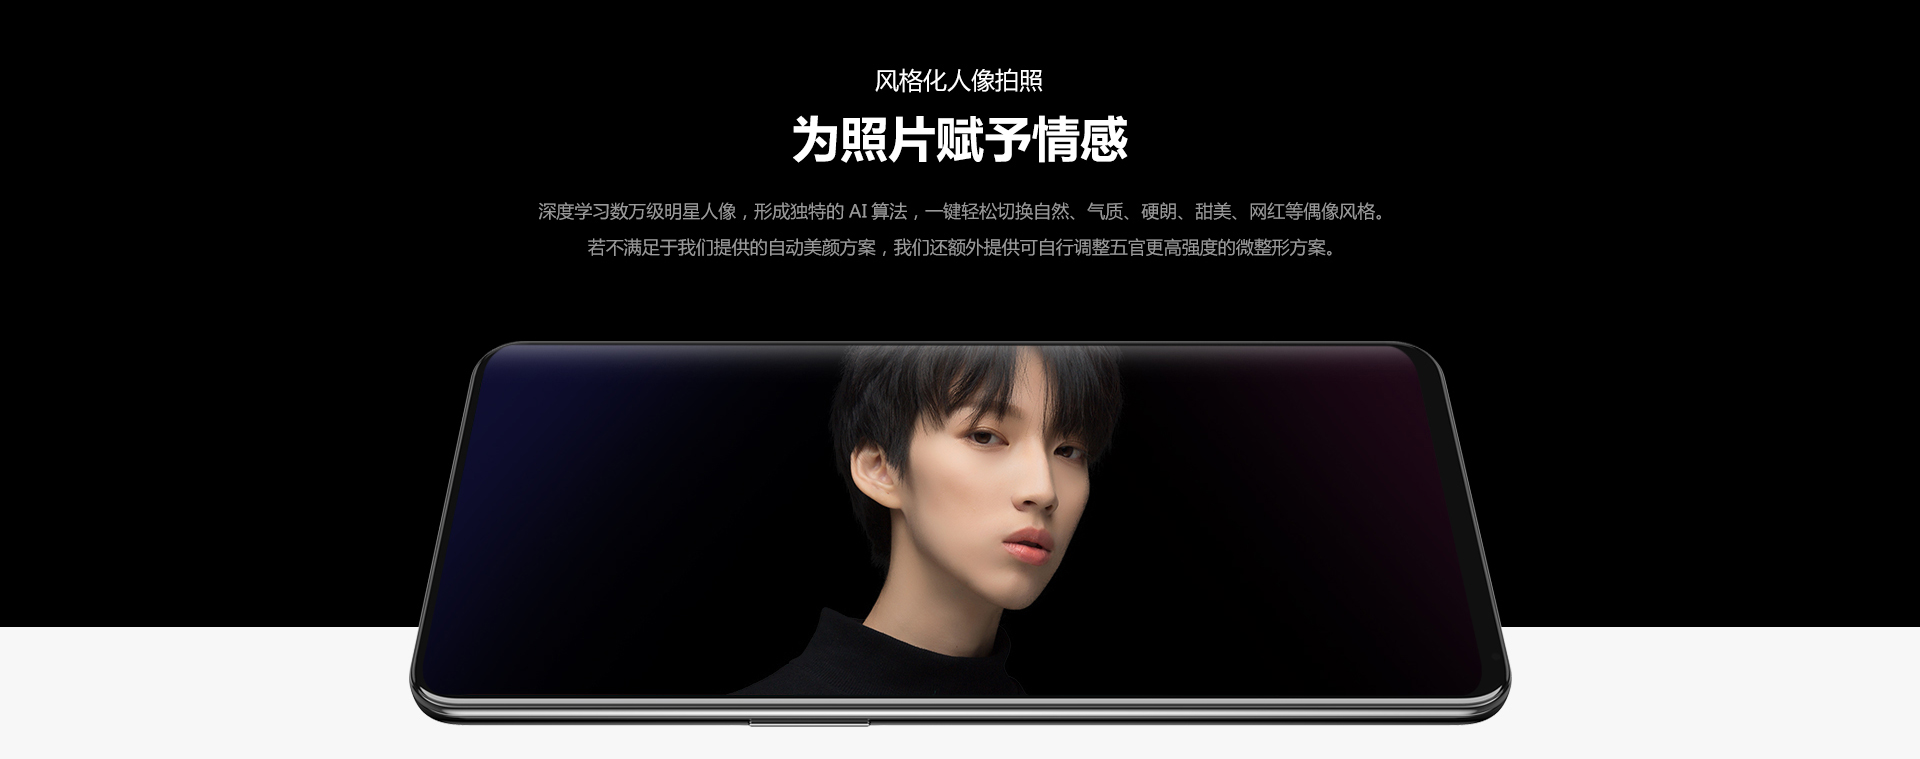 风格化人像拍照
为照片赋予情感
深度学习数万级明星人像，形成独特的 AI 算法，一键轻松切换自然、气质、硬朗、甜美、网红等偶像风格。
若不满足于我们提供的自动美颜方案，我们还额外提供可自行调整五官更高强度的微整形方案。